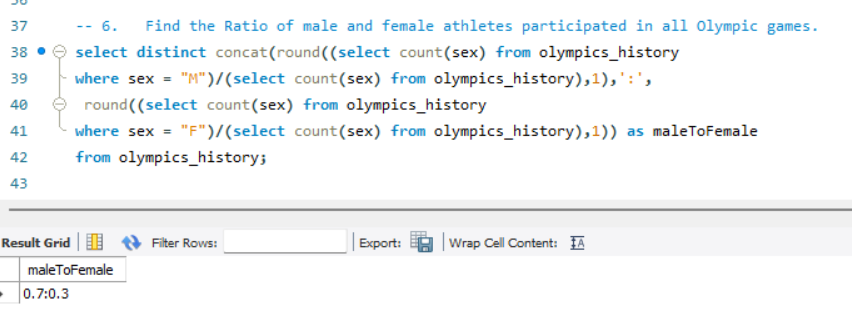 37 -- 6. Find the Ratio of male and female athletes participated in all Olympic games.
38 select distinct concat(round((select count(sex) from olympics_history
39 where sex = "M")/(select count(sex) from olympics_history),1),':',
40 round((select count(sex) from olympics_history
41 where sex = "F")/(select count(sex) from olympics_history),1)) as maleToFemale
42 from olympics_history;
43
Result Grid Filter Rows: Export: Wrap Cell Content: IA
maleToFemale
0.7:0.3